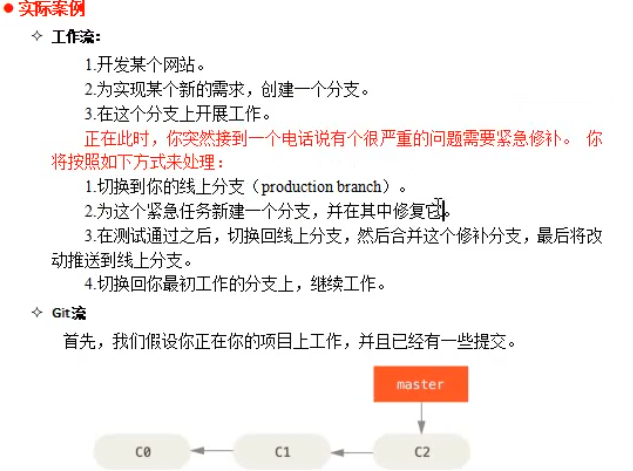 实际案例
工作流：
1.开发某个网站。
2.为实现某个新的需求，创建一个分支。
3.在这个分支上开展工作。
正在此时，你突然接到一个电话说有个很严重的问题需要紧急修补。 你
将按照如下方式来处理：
1.切换到你的线上分支（production branch）。
2.为这个紧急任务新建一个分支，并在其中修复它。
3.在测试通过之后，切换回线上分支，然后合并这个修补分支，最后将改
动推送到线上分支。
4.切换回你最初工作的分支上，继续工作。
Git流
首先，我们假设你正在你的项目上工作，并且已经有一些提交。
master
C0 C1 C2